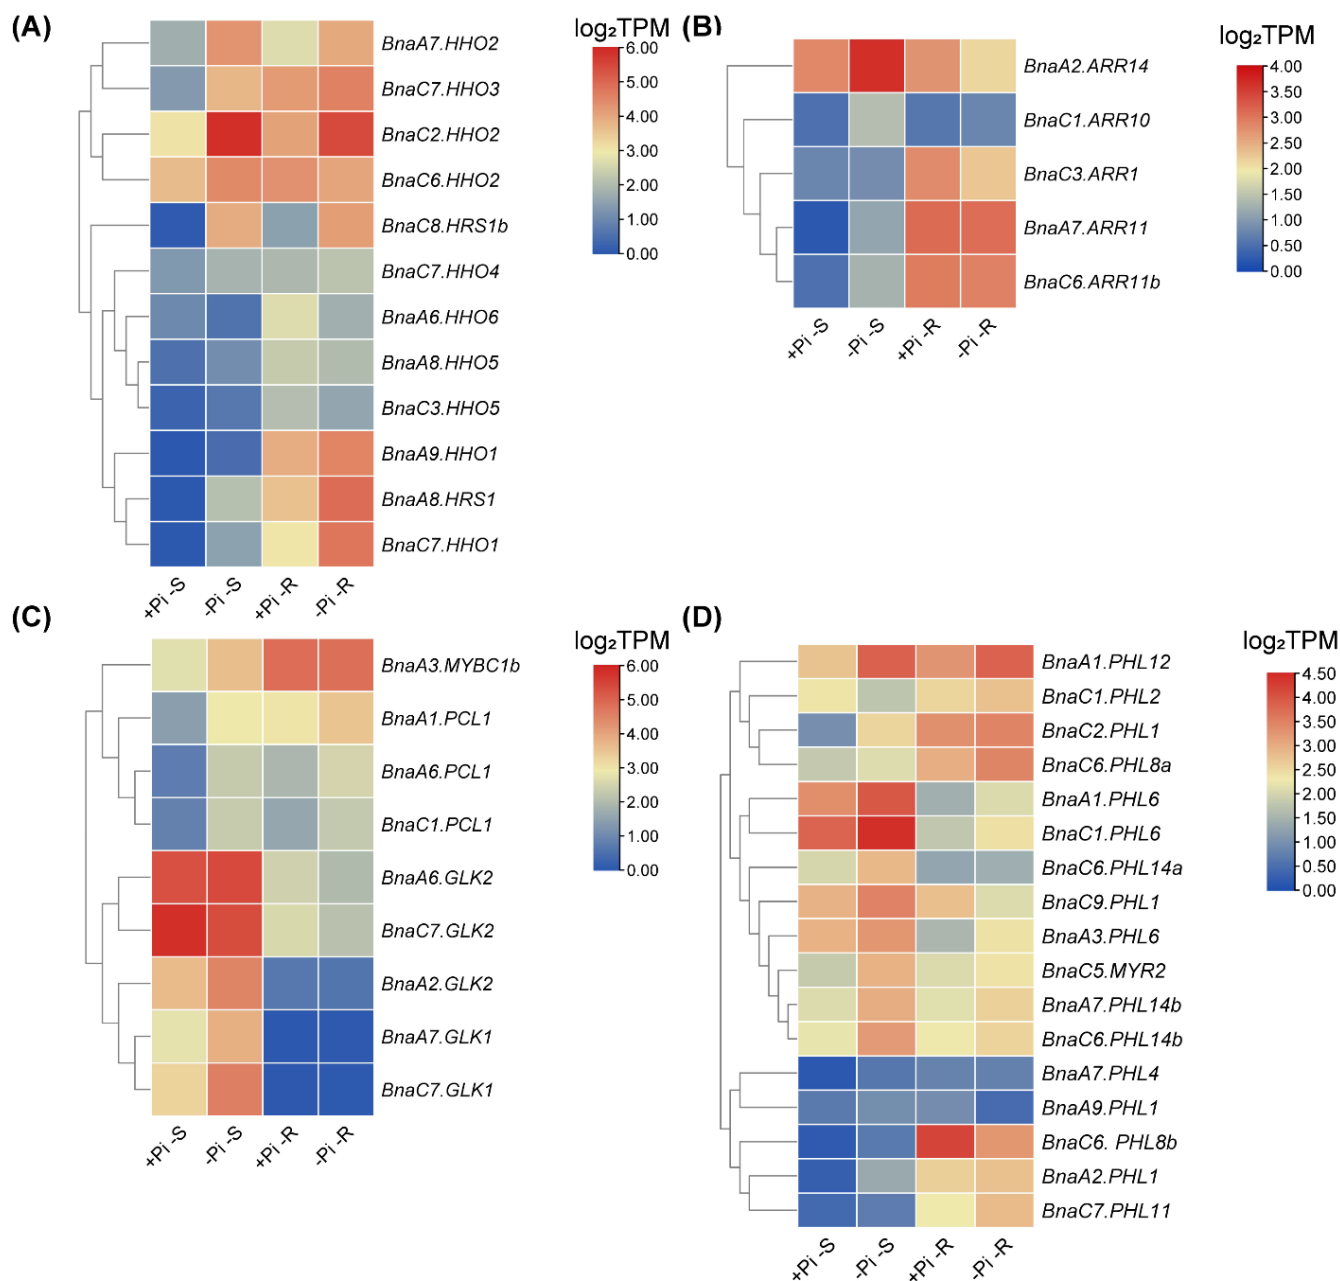 (A)
log₂TPM
6.00
5.00
4.00
3.00
2.00
1.00
0.00
BnaA7.HHO2
BnaC7.HHO3
BnaC2.HHO2
BnaC6.HHO2
BnaC8.HRS1b
BnaC7.HHO4
BnaA6.HHO6
BnaA8.HHO5
BnaC3.HHO5
BnaA9.HHO1
BnaA8.HRS1
BnaC7.HHO1
+Pi -S
-Pi -S
+Pi -R
-Pi -R
(B)
log₂TPM
4.00
3.50
3.00
2.50
2.00
1.50
1.00
0.50
0.00
BnaA2.ARR14
BnaC1.ARR10
BnaC3.ARR1
BnaA7.ARR11
BnaC6.ARR11b
+Pi -S
-Pi -S
+Pi -R
-Pi -R
(C)
log₂TPM
6.00
5.00
4.00
3.00
2.00
1.00
0.00
BnaA3.MYBC1b
BnaA1.PCL1
BnaA6.PCL1
BnaC1.PCL1
BnaA6.GLK2
BnaC7.GLK2
BnaA2.GLK2
BnaA7.GLK1
BnaC7.GLK1
+Pi -S
-Pi -S
+Pi -R
-Pi -R
(D)
log₂TPM
4.50
4.00
3.50
3.00
2.50
2.00
1.50
1.00
0.50
0.00
BnaA1.PHL12
BnaC1.PHL2
BnaC2.PHL1
BnaC6.PHL8a
BnaA1.PHL6
BnaC1.PHL6
BnaC6.PHL14a
BnaC9.PHL1
BnaA3.PHL6
BnaC5.MYR2
BnaA7.PHL14b
BnaC6.PHL14b
BnaA7.PHL4
BnaA9.PHL1
BnaC6. PHL8b
BnaA2.PHL1
BnaC7.PHL11
+Pi -S
-Pi -S
+Pi -R
-Pi -R